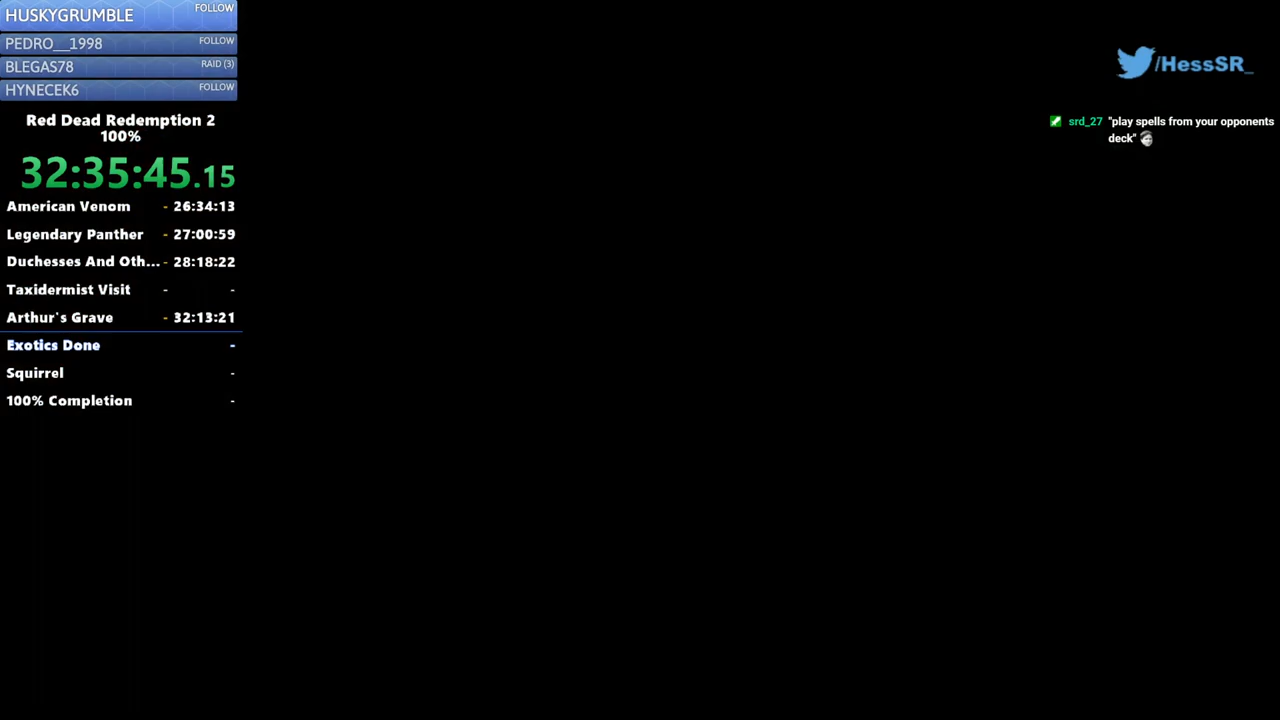 HUSKYGRUMBLE FOLLOW
PEDRO__1998 FOLLOW
BLEGAS78 RAID (3)
HYNECEK6 FOLLOW
/HessSR_
srd_27 "play spells from your opponents
deck"
Red Dead Redemption 2
100%
32:35:45.15
American Venom - 26:34:13
Legendary Panther - 27:00:59
Duchesses And Oth... - 28:18:22
Taxidermist Visit - -
Arthur's Grave - 32:13:21
Exotics Done -
Squirrel -
100% Completion -